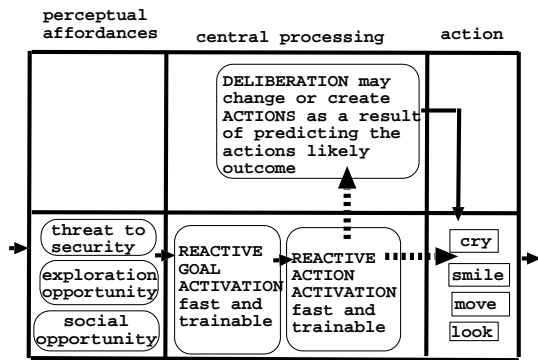 perceptual
affordances
central processing
action
DELIBERATION may
change or create
ACTIONS as a result
of predicting the
actions likely
outcome
threat to
security
exploration
opportunity
social
opportunity
REACTIVE
GOAL
ACTIVATION
fast and
trainable
REACTIVE
ACTION
ACTIVATION
fast and
trainable
cry
smile
move
look